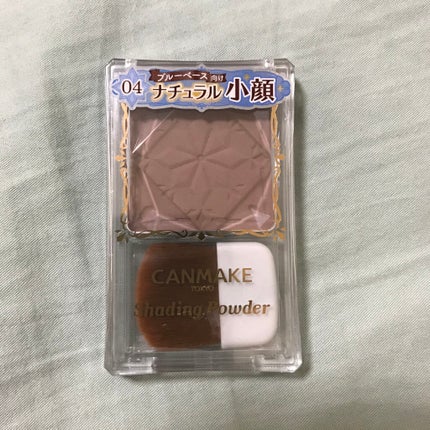 04
ブルーベース向け
ナチュラル小顔
CANMAKE
TOKYO
Shading Powder